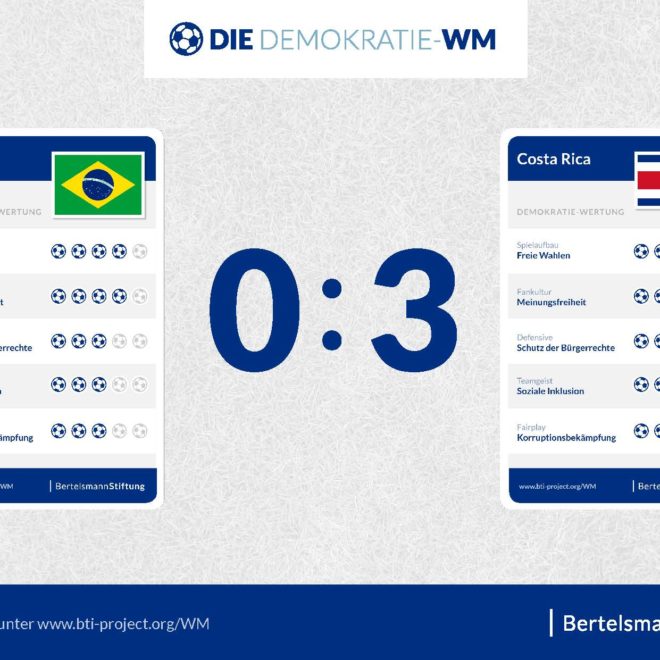 DIE DEMOKRATIE-WM
WERTUNG
t
errechte
kämpfung
/WM
BertelsmannStiftung
0:3
Costa Rica
DEMOKRATIE-WERTUNG
Spielaufbau
Freie Wahlen
Fankultur
Meinungsfreiheit
Defensive
Schutz der Bürgerrechte
Teamgeist
Soziale Inklusion
Fairplay
Korruptionsbekämpfung
www.bti-project.org/WM
Bertels
unter www.bti-project.org/WM
Bertelsma